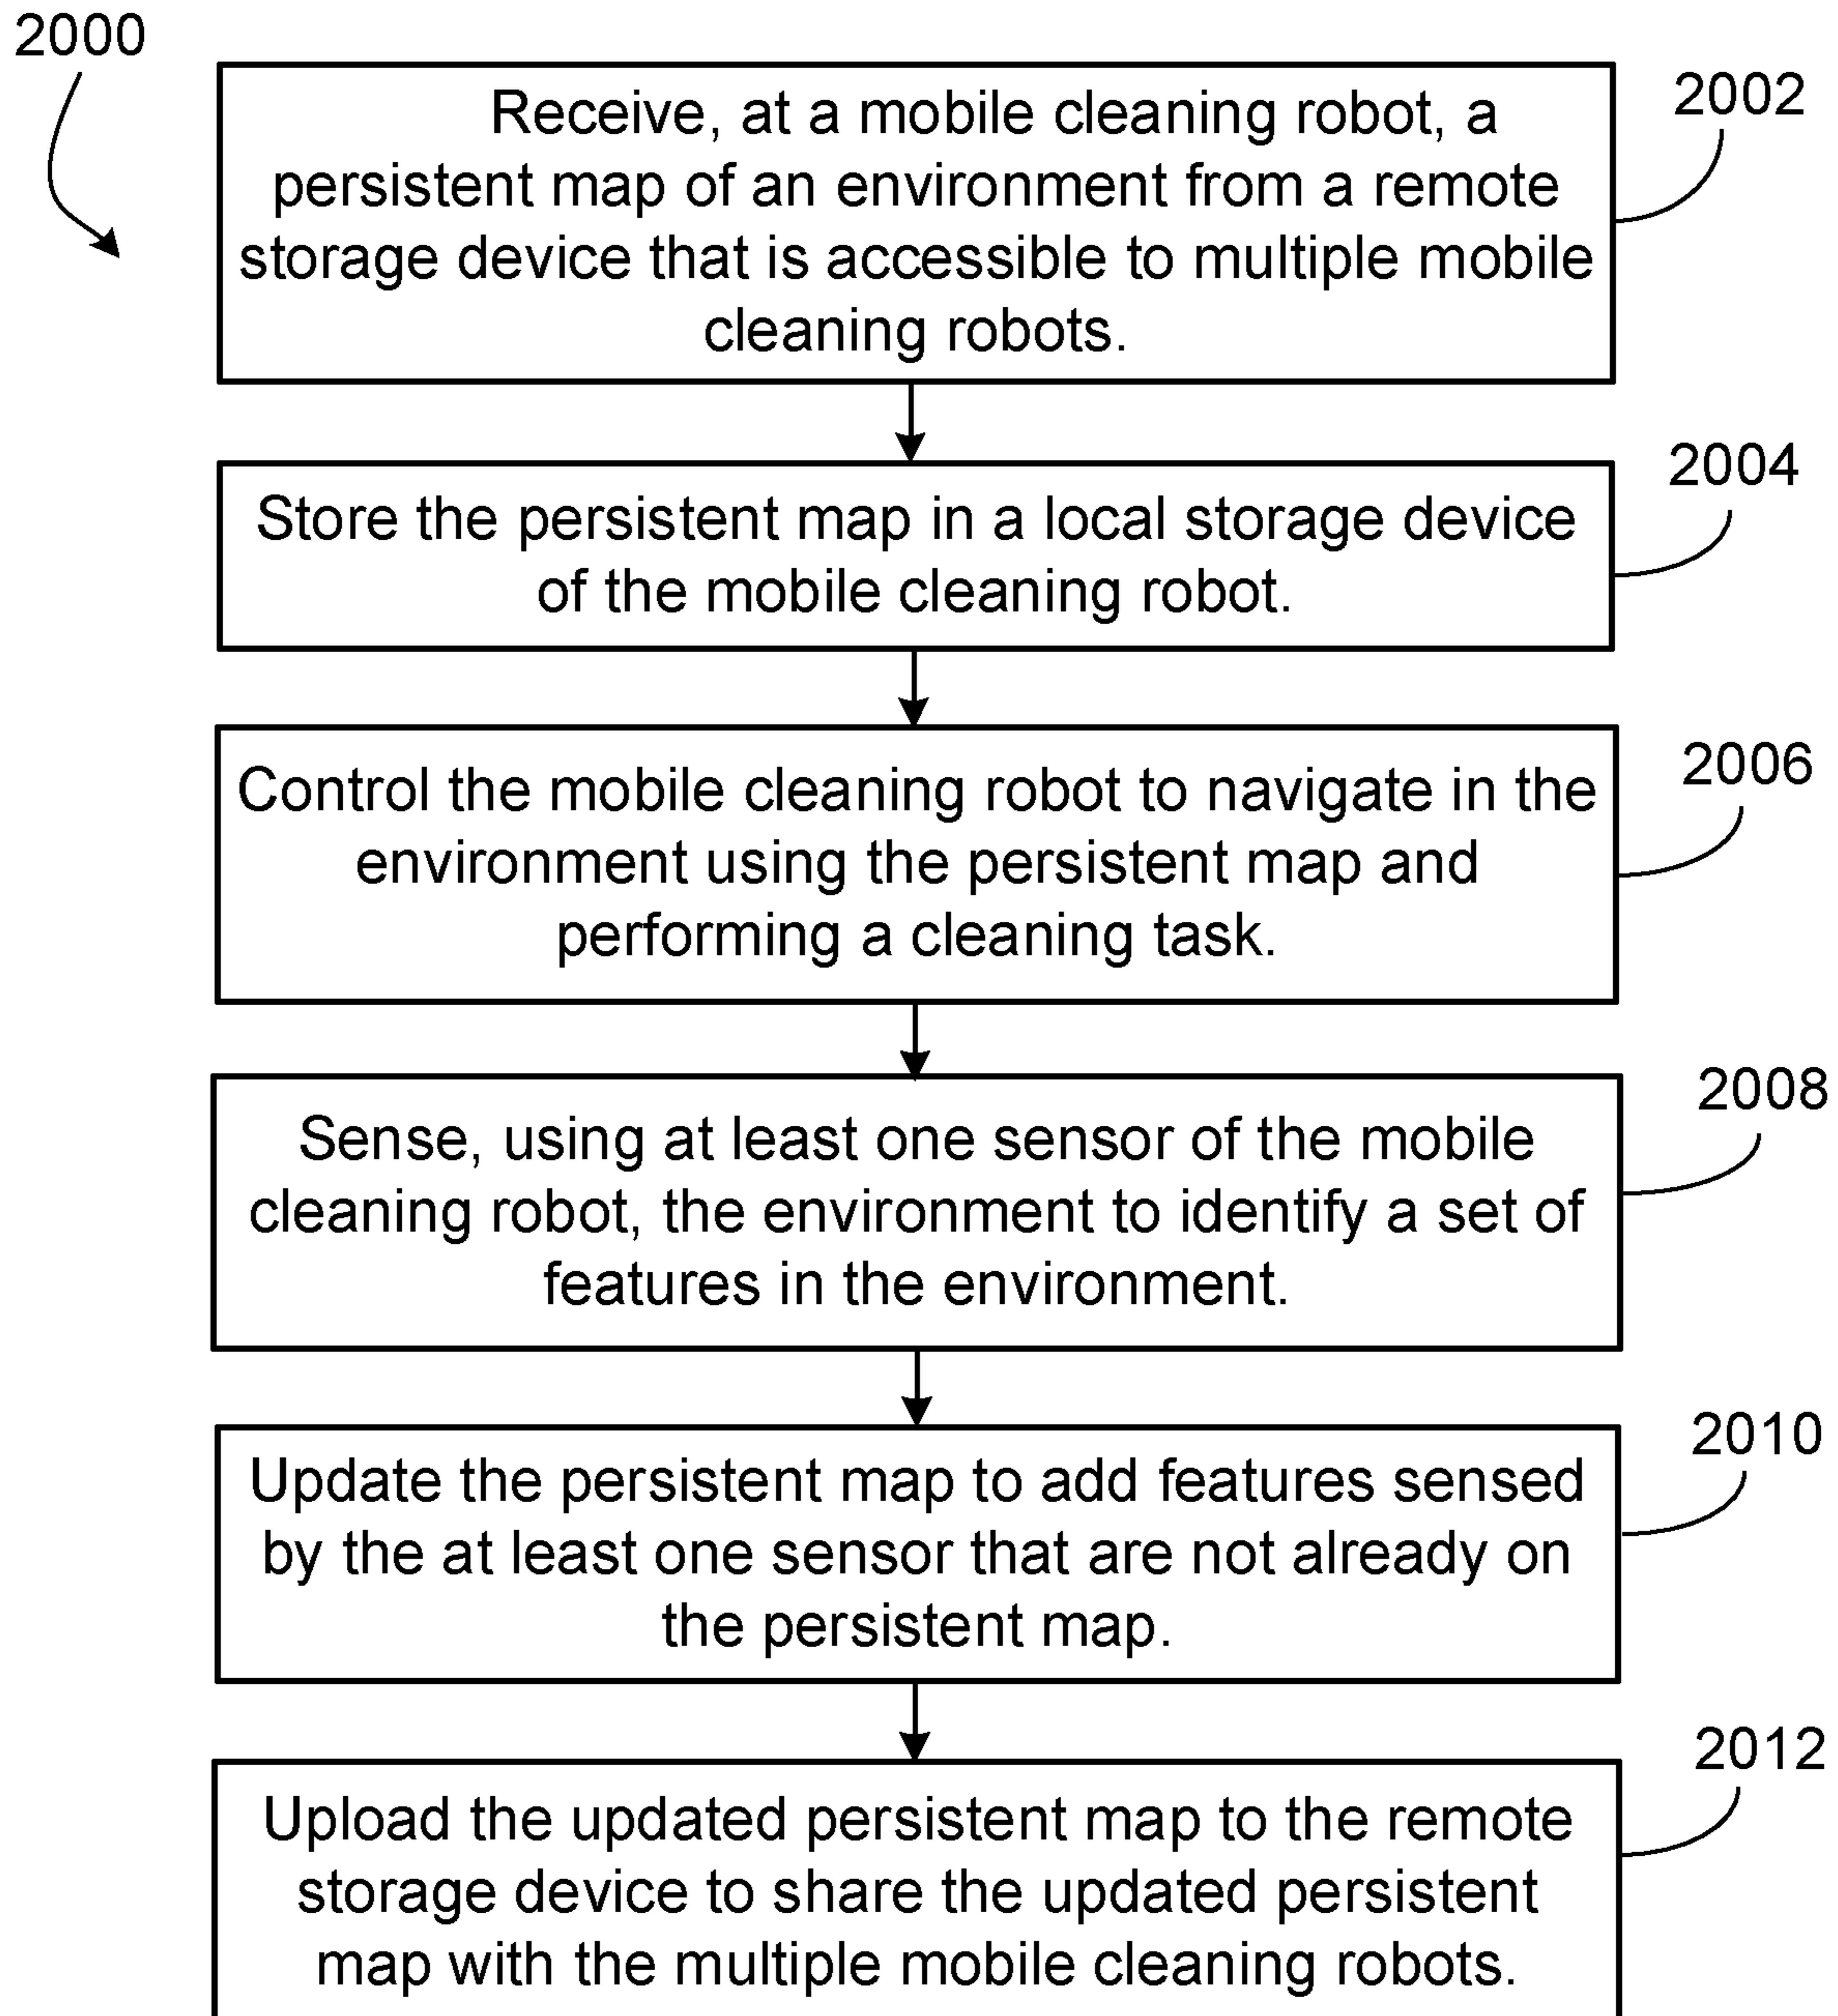 2000
Receive, at a mobile cleaning robot, a
persistent map of an environment from a remote
storage device that is accessible to multiple mobile
cleaning robots.
2002
Store the persistent map in a local storage device
of the mobile cleaning robot.
2004
Control the mobile cleaning robot to navigate in the
environment using the persistent map and
performing a cleaning task.
2006
Sense, using at least one sensor of the mobile
cleaning robot, the environment to identify a set of
features in the environment.
2008
Update the persistent map to add features sensed
by the at least one sensor that are not already on
the persistent map.
2010
Upload the updated persistent map to the remote
storage device to share the updated persistent
map with the multiple mobile cleaning robots.
2012